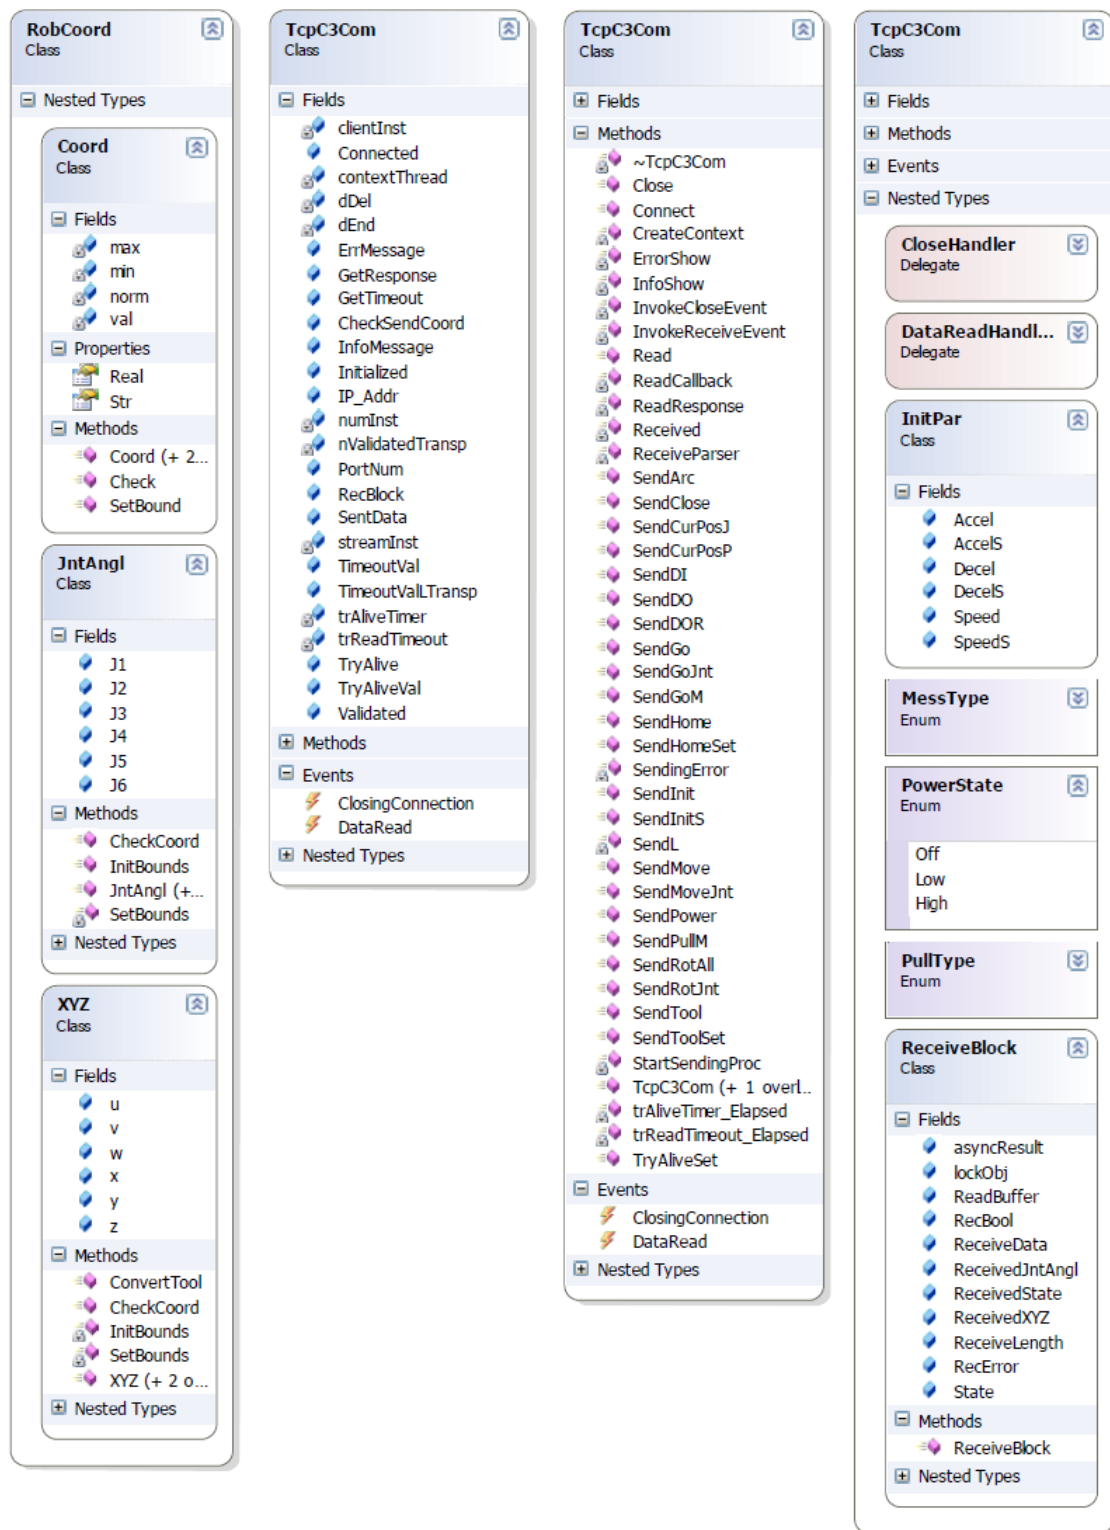 RobCoord
Class
Nested Types
Coord
Class
Fields
max
min
norm
val
Properties
Real
Str
Methods
Coord (+ 2...
Check
SetBound
JntAngl
Class
Fields
J1
J2
J3
J4
J5
J6
Methods
CheckCoord
InitBounds
JntAngl (+...
SetBounds
Nested Types
XYZ
Class
Fields
u
v
w
x
y
z
Methods
ConvertTool
CheckCoord
InitBounds
SetBounds
XYZ (+ 2 o...
Nested Types
TcpC3Com
Class
Fields
clientInst
Connected
contextThread
dDel
dEnd
ErrMessage
GetResponse
GetTimeout
CheckSendCoord
InfoMessage
Initialized
IP_Addr
numInst
nValidatedTransp
PortNum
RecBlock
SentData
streamInst
TimeoutVal
TimeoutValLTransp
trAliveTimer
trReadTimeout
TryAlive
TryAliveVal
Validated
Methods
Events
ClosingConnection
DataRead
Nested Types
TcpC3Com
Class
Fields
Methods
~TcpC3Com
Close
Connect
CreateContext
ErrorShow
InfoShow
InvokeCloseEvent
InvokeReceiveEvent
Read
ReadCallback
ReadResponse
Received
ReceiveParser
SendArc
SendClose
SendCurPosJ
SendCurPosP
SendDI
SendDO
SendDOR
SendGo
SendGoJnt
SendGoM
SendHome
SendHomeSet
SendingError
SendInit
SendInitS
SendL
SendMove
SendMoveJnt
SendPower
SendPullM
SendRotAll
SendRotJnt
SendTool
SendToolSet
StartSendingProc
TcpC3Com (+ 1 overl...
trAliveTimer_Elapsed
trReadTimeout_Elapsed
TryAliveSet
Events
ClosingConnection
DataRead
Nested Types
TcpC3Com
Class
Fields
Methods
Events
Nested Types
CloseHandler
Delegate
DataReadHandl...
Delegate
InitPar
Class
Fields
Accel
AccelS
Decel
DecelS
Speed
SpeedS
MessType
Enum
PowerState
Enum
Off
Low
High
PullType
Enum
ReceiveBlock
Class
Fields
asyncResult
lockObj
ReadBuffer
RecBool
ReceiveData
ReceivedJntAngl
ReceivedState
ReceivedXYZ
ReceiveLength
RecError
State
Methods
ReceiveBlock
Nested Types